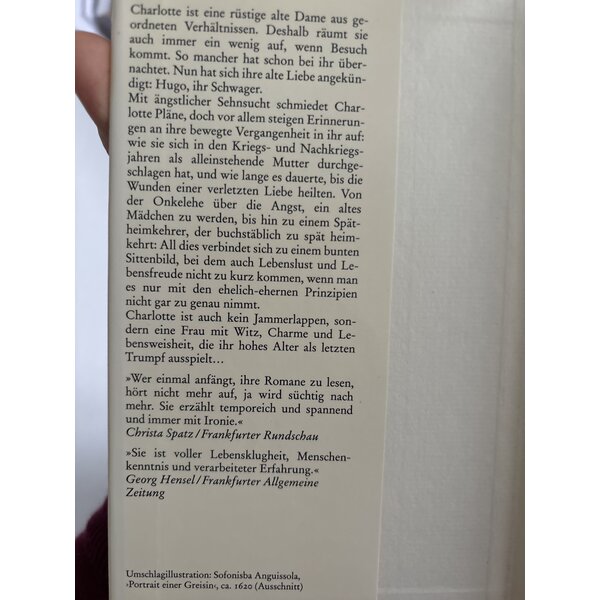 Charlotte ist eine rüstige alte Dame aus ge-
ordneten Verhältnissen. Deshalb räumt sie
auch immer ein wenig auf, wenn Besuch
kommt. So mancher hat schon bei ihr über-
nachtet. Nun hat sich ihre alte Liebe angekün-
digt: Hugo, ihr Schwager.
Mit ängstlicher Sehnsucht schmiedet Char-
lotte Pläne, doch vor allem steigen Erinnerun-
gen an ihre bewegte Vergangenheit in ihr auf:
wie sie sich in den Kriegs- und Nachkriegs-
jahren als alleinstehende Mutter durchge-
schlagen hat, und wie lange es dauerte, bis die
Wunden einer verletzten Liebe heilten. Von
der Onkelehe über die Angst, ein altes
Mädchen zu werden, bis hin zu einem Spät-
heimkehrer, der buchstäblich zu spät heim-
kehrt: All dies verbindet sich zu einem bunten
Sittenbild, bei dem auch Lebenslust und Le-
bensfreude nicht zu kurz kommen, wenn man
es nur mit den ehelich-ehernen Prinzipien
nicht gar zu genau nimmt.
Charlotte ist auch kein Jammerlappen, son-
dern eine Frau mit Witz, Charme und Le-
bensweisheit, die ihr hohes Alter als letzten
Trumpf ausspielt...
»Wer einmal anfängt, ihre Romane zu lesen,
hört nicht mehr auf, ja wird süchtig nach
mehr. Sie erzählt temporeich und spannend
und immer mit Ironie.«
Christa Spatz/Frankfurter Rundschau
»Sie ist voller Lebensklugheit, Menschen-
kenntnis und verarbeiteter Erfahrung.«
Georg Hensel/Frankfurter Allgemeine
Zeitung
Umschlagillustration: Sofonisba Anguissola,
›Portrait einer Greisin‹, ca. 1620 (Ausschnitt)